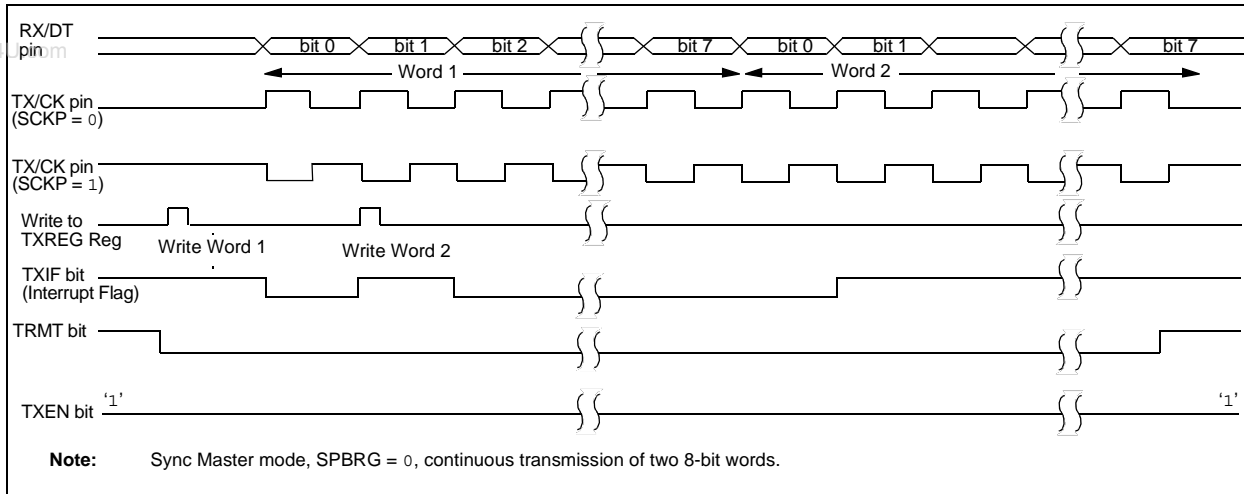 RX/DT
pin
4U.com
bit 0 bit 1 bit 2 bit 7 bit 0 bit 1 bit 7
Word 1 Word 2
TX/CK pin
(SCKP = 0)
TX/CK pin
(SCKP = 1)
Write to
TXREG Reg
Write Word 1 Write Word 2
TXIF bit
(Interrupt Flag)
TRMT bit
TXEN bit ‘1’ ‘1’
Note: Sync Master mode, SPBRG = 0, continuous transmission of two 8-bit words.